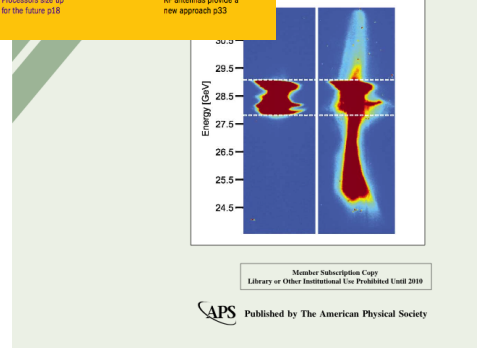 Processors size up
for the future p18
RF antennas provide a
new approach p33
30.5
29.5
28.5
27.5
26.5
25.5
24.5
Energy [GeV]
Member Subscription Copy
Library or Other Institutional Use Prohibited Until 2010
APS Published by The American Physical Society